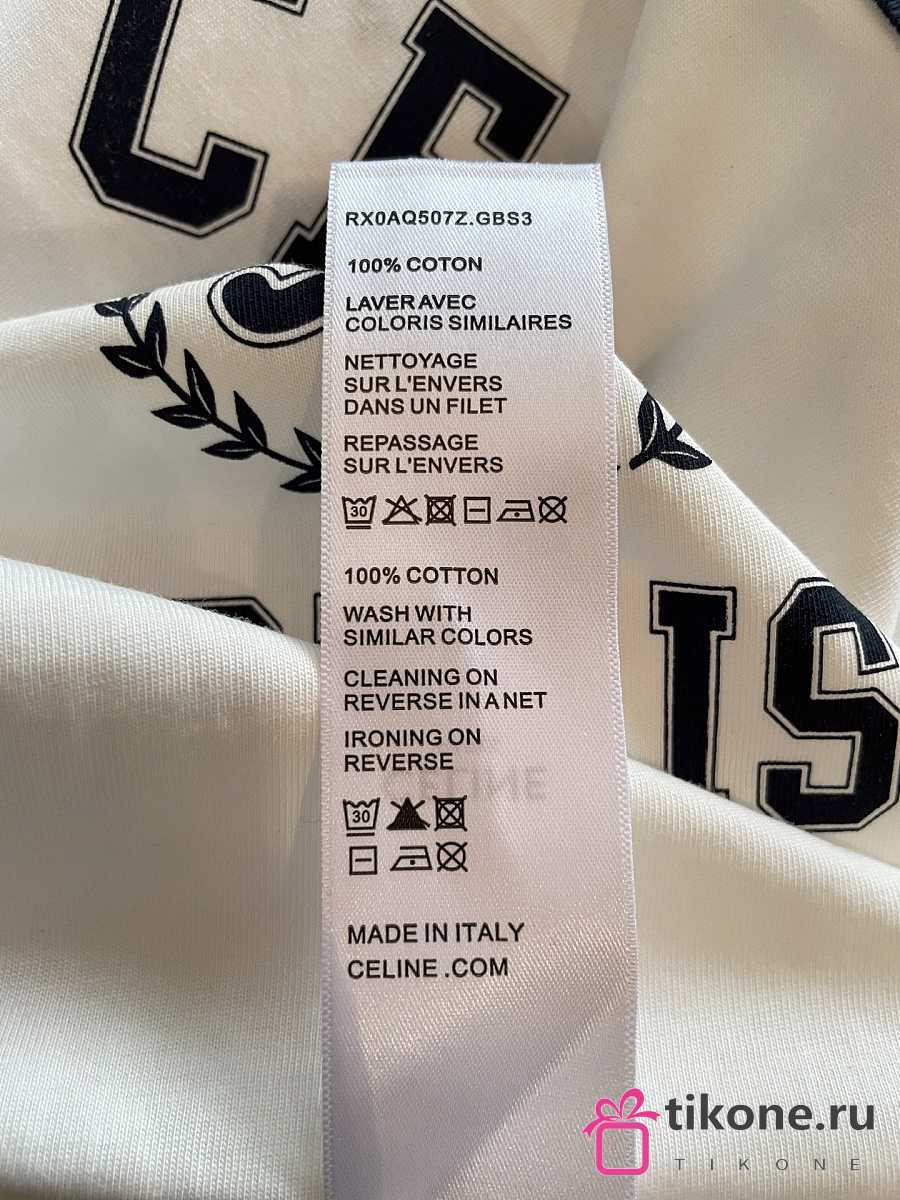 RX0AQ507Z.GBS3
100% COTON
LAVER AVEC
COLORIS SIMILAIRES
NETTOYAGE
SUR L'ENVERS
DANS UN FILET
REPASSAGE
SUR L'ENVERS
30
100% COTTON
WASH WITH
SIMILAR COLORS
CLEANING ON
REVERSE IN A NET
IRONING ON
REVERSE
30
MADE IN ITALY
CELINE .COM
CELINE
IS
tikone.ru
TIKONE